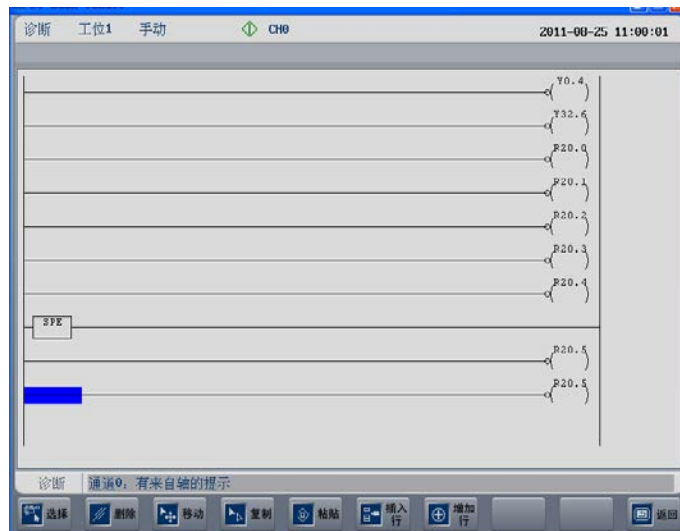 诊断 工位1 手动 CH0 2011-08-25 11:00:01
Y0.4
Y32.6
R20.0
R20.1
R20.2
R20.3
R20.4
SPE
R20.5
R20.5
诊断 通道0，有来自轴的提示
选择 删除 移动 复制 粘贴 插入行 增加行 返回